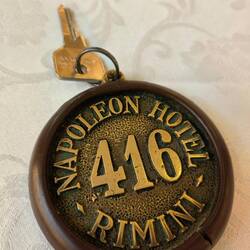 NAPOLEON HOTEL
416
- RIMINI -